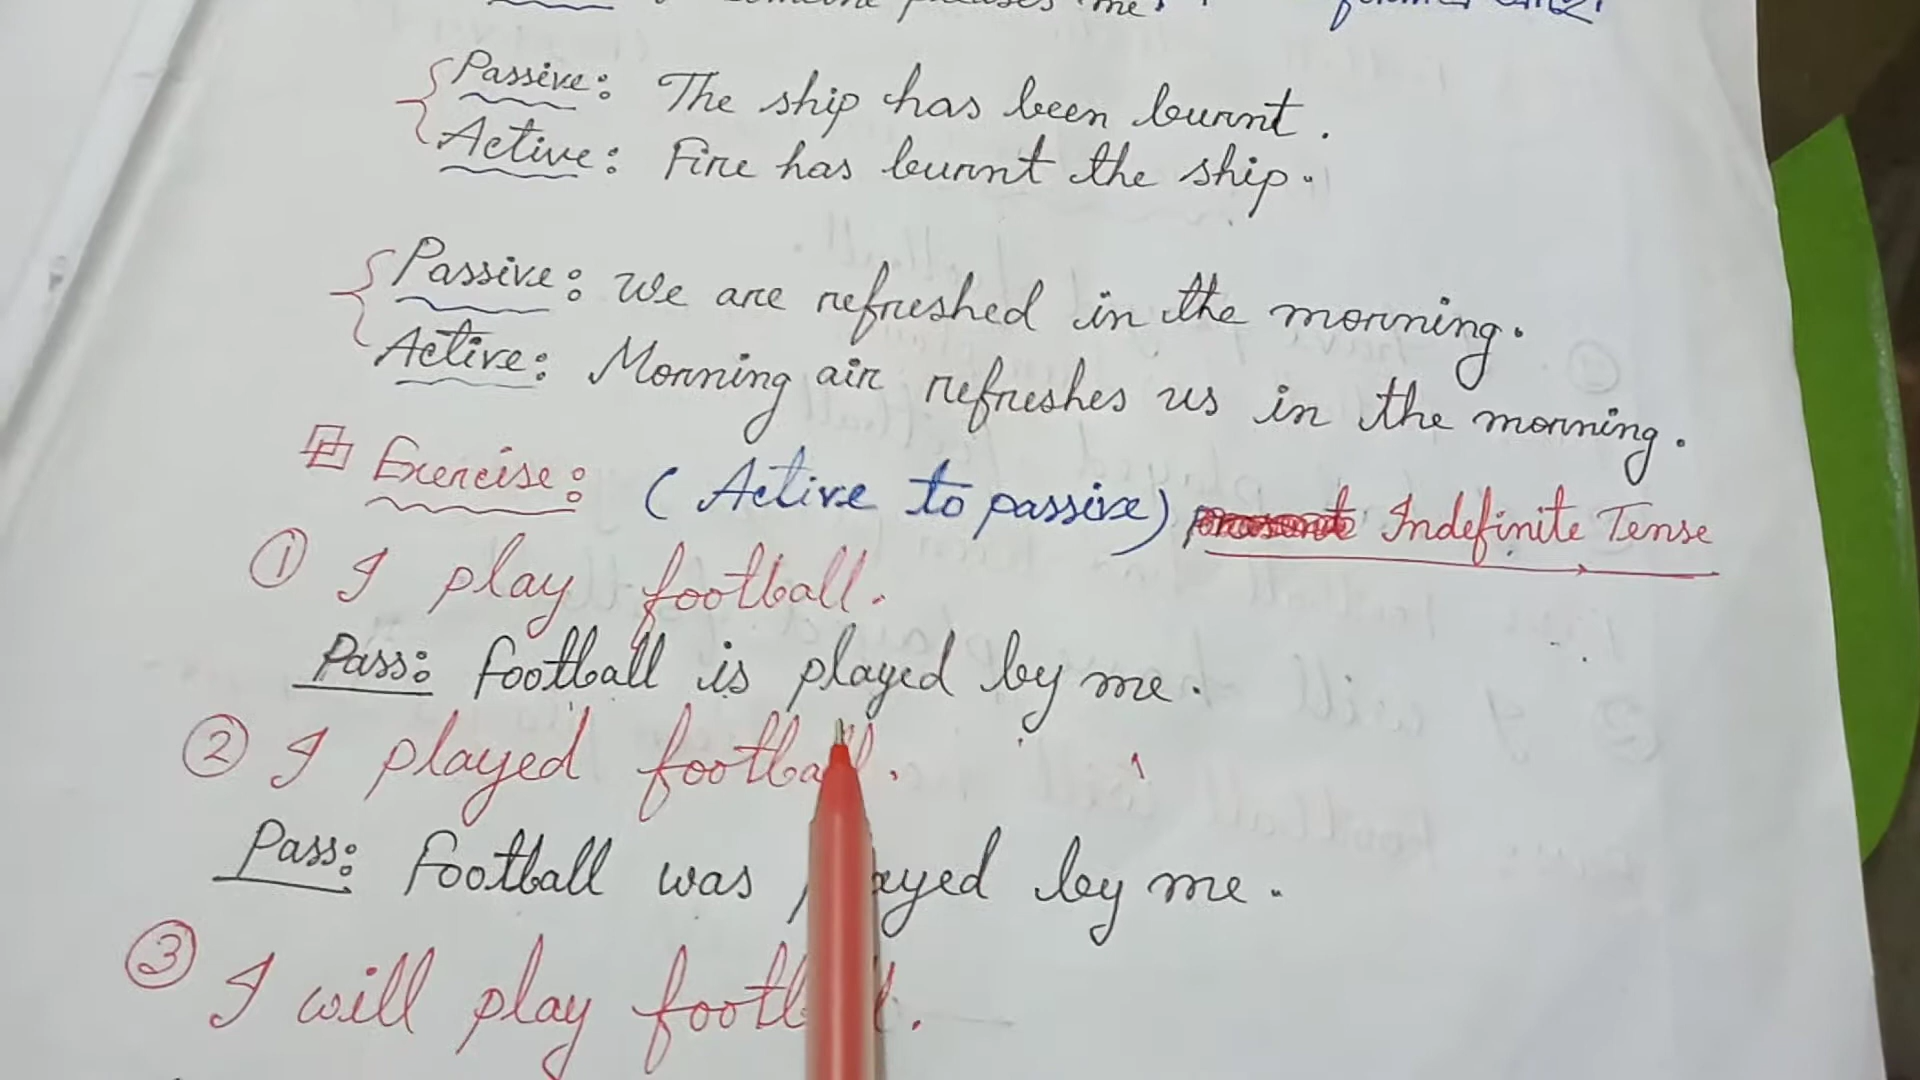 me.
Passive: The ship has been burnt.
Active: Fire has burnt the ship.
Passive: We are refreshed in the morning.
Active: Morning air refreshes us in the morning.
Exercise: (Active to passive) Indefinite Tense
① I play football.
Pass: Football is played by me.
② I played football.
Pass: Football was played by me.
③ I will play football.